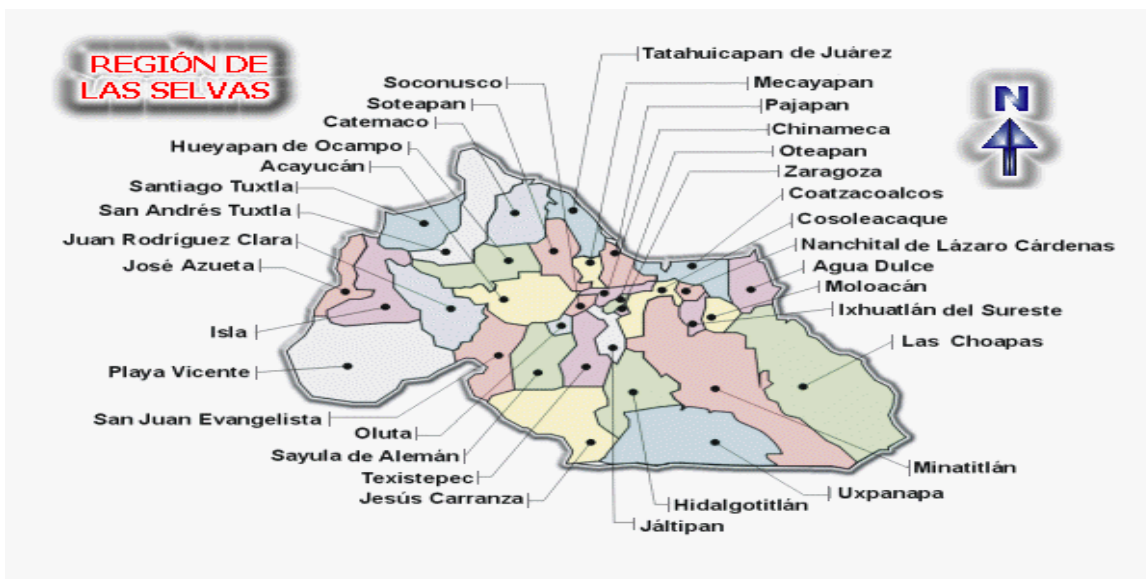 REGIÓN DE
LAS SELVAS
N
Tatahuicapan de Juárez
Soconusco
Mecayapan
Soteapan
Pajapan
Catemaco
Chinameca
Hueyapan de Ocampo
Oteapan
Acayucán
Zaragoza
Santiago Tuxtla
Coatzacoalcos
San Andrés Tuxtla
Cosoleacaque
Juan Rodríguez Clara
Nanchital de Lázaro Cárdenas
José Azueta
Agua Dulce
Moloacán
Isla
Ixhuatlán del Sureste
Las Choapas
Playa Vicente
San Juan Evangelista
Oluta
Sayula de Alemán
Minatitlán
Texistepec
Uxpanapa
Jesús Carranza
Hidalgotitlán
Jáltipan